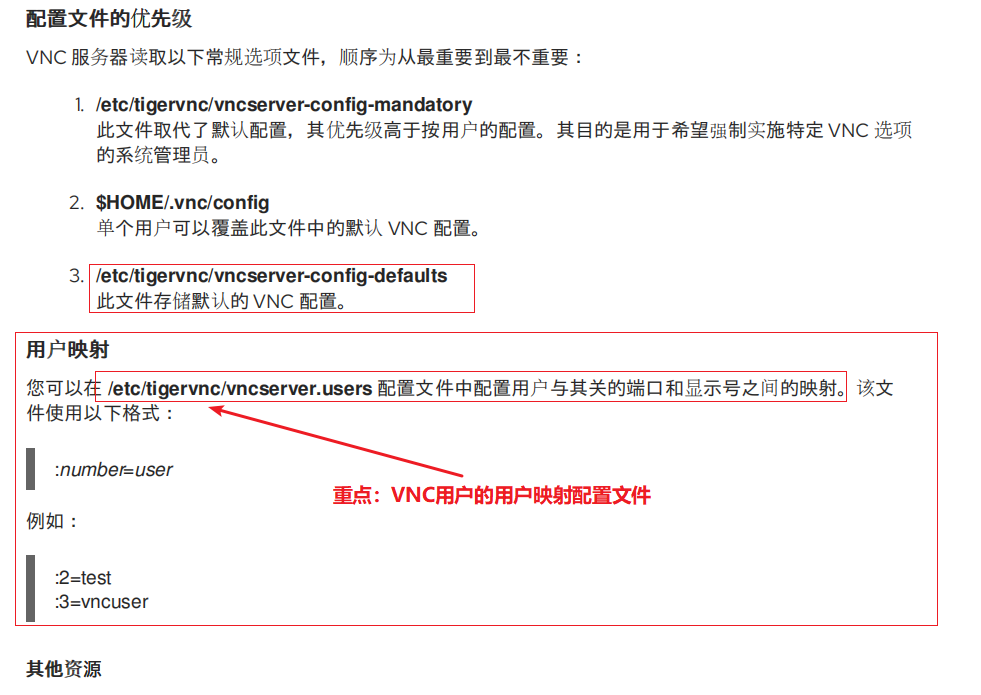 配置文件的优先级
VNC 服务器读取以下常规选项文件，顺序为从最重要到最不重要：
1. /etc/tigervnc/vncserver-config-mandatory
此文件取代了默认配置，其优先级高于按用户的配置。其目的是用于希望强制实施特定 VNC 选项
的系统管理员。
2. $HOME/.vnc/config
单个用户可以覆盖此文件中的默认 VNC 配置。
3. /etc/tigervnc/vncserver-config-defaults
此文件存储默认的 VNC 配置。
用户映射
您可以在 /etc/tigervnc/vncserver.users 配置文件中配置用户与其关的端口和显示号之间的映射。该文
件使用以下格式：
:number=user
重点：VNC用户的用户映射配置文件
例如：
:2=test
:3=vncuser
其他资源